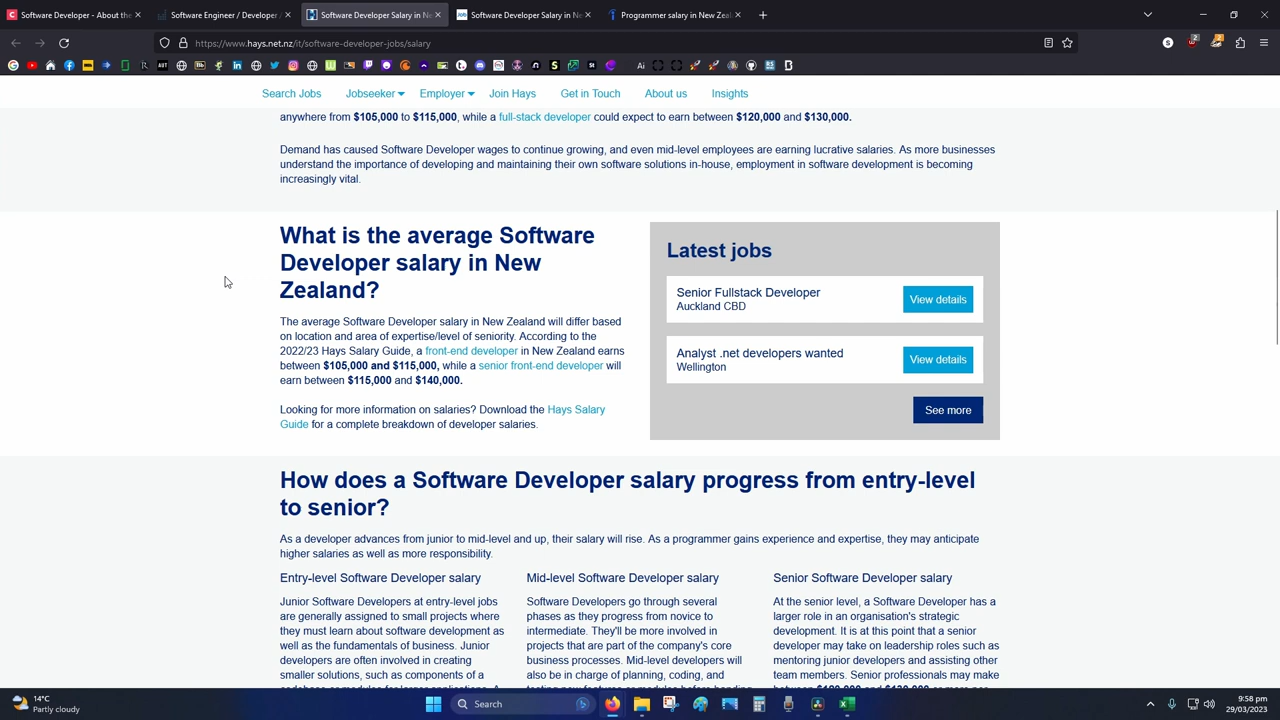 Software Developer - About the
Software Engineer / Developer /
Software Developer Salary in Ne
Software Developer Salary in Ne
Programmer salary in New Zeal
https://www.hays.net.nz/it/software-developer-jobs/salary
Search Jobs Jobseeker Employer Join Hays Get in Touch About us Insights
anywhere from $105,000 to $115,000, while a full-stack developer could expect to earn between $120,000 and $130,000.
Demand has caused Software Developer wages to continue growing, and even mid-level employees are earning lucrative salaries. As more businesses
understand the importance of developing and maintaining their own software solutions in-house, employment in software development is becoming
increasingly vital.
What is the average Software
Developer salary in New
Zealand?
The average Software Developer salary in New Zealand will differ based
on location and area of expertise/level of seniority. According to the
2022/23 Hays Salary Guide, a front-end developer in New Zealand earns
between $105,000 and $115,000, while a senior front-end developer will
earn between $115,000 and $140,000.
Looking for more information on salaries? Download the Hays Salary
Guide for a complete breakdown of developer salaries.
Latest jobs
Senior Fullstack Developer
Auckland CBD
View details
Analyst .net developers wanted
Wellington
View details
See more
How does a Software Developer salary progress from entry-level
to senior?
As a developer advances from junior to mid-level and up, their salary will rise. As a programmer gains experience and expertise, they may anticipate
higher salaries as well as more responsibility.
Entry-level Software Developer salary
Junior Software Developers at entry-level jobs
are generally assigned to small projects where
they must learn about software development as
well as the fundamentals of business. Junior
developers are often involved in creating
smaller solutions, such as components of a
Mid-level Software Developer salary
Software Developers go through several
phases as they progress from novice to
intermediate. They'll be more involved in
projects that are part of the company's core
business processes. Mid-level developers will
also be in charge of planning, coding, and
Senior Software Developer salary
At the senior level, a Software Developer has a
larger role in an organisation's strategic
development. It is at this point that a senior
developer may take on leadership roles such as
mentoring junior developers and assisting other
team members. Senior professionals may make
14°C
Partly cloudy
Search
9:58 pm
29/03/2023